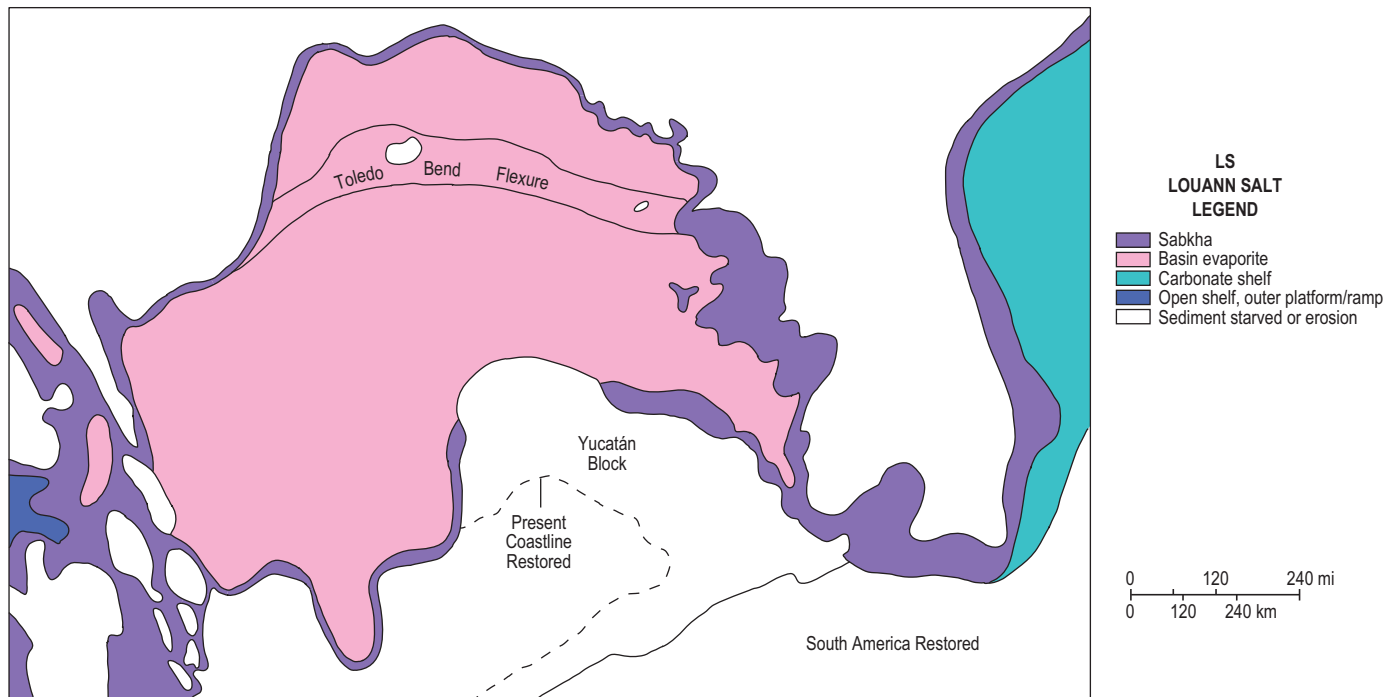 Toledo Bend Flexure
Yucatán
Block
Present
Coastline
Restored
South America Restored
LS
LOUANN SALT
LEGEND
Sabkha
Basin evaporite
Carbonate shelf
Open shelf, outer platform/ramp
Sediment starved or erosion
0 120 240 mi
0 120 240 km